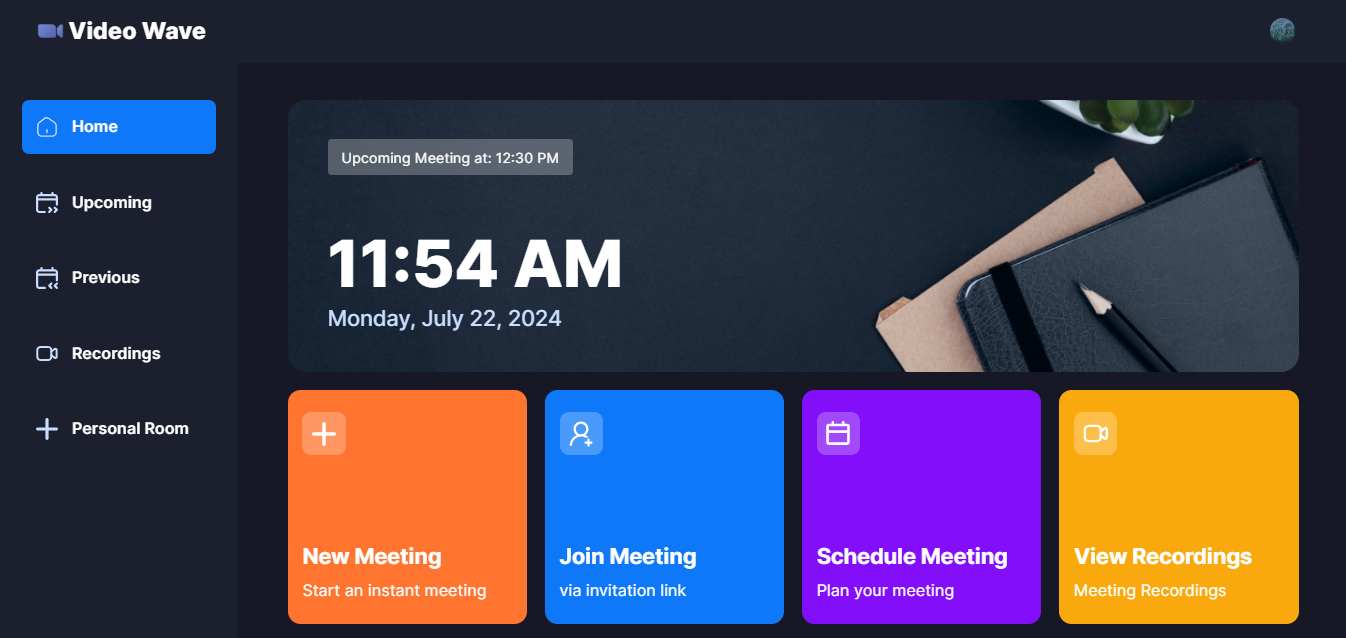 Video Wave
Home
Upcoming
Previous
Recordings
Personal Room
Upcoming Meeting at: 12:30 PM
11:54 AM
Monday, July 22, 2024
New Meeting
Start an instant meeting
Join Meeting
via invitation link
Schedule Meeting
Plan your meeting
View Recordings
Meeting Recordings